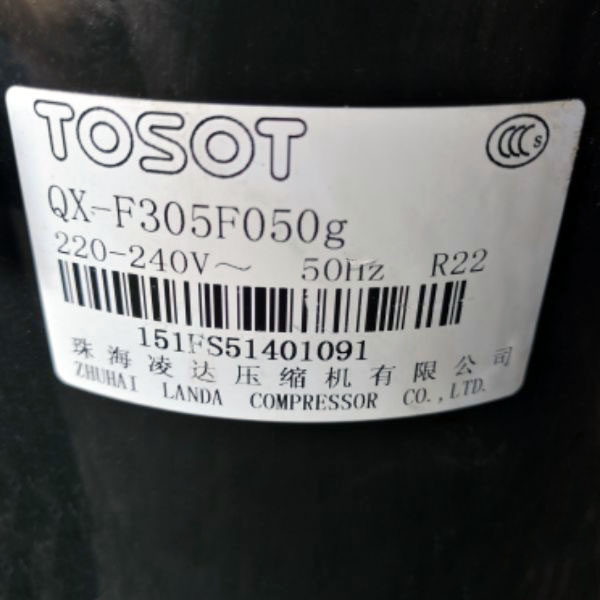 TOSOT
CCC S
QX-F305F050g
220-240V～ 50Hz R22
151FS51401091
珠海凌达压缩机有限公司
ZHUHAI LANDA COMPRESSOR CO.,LTD.